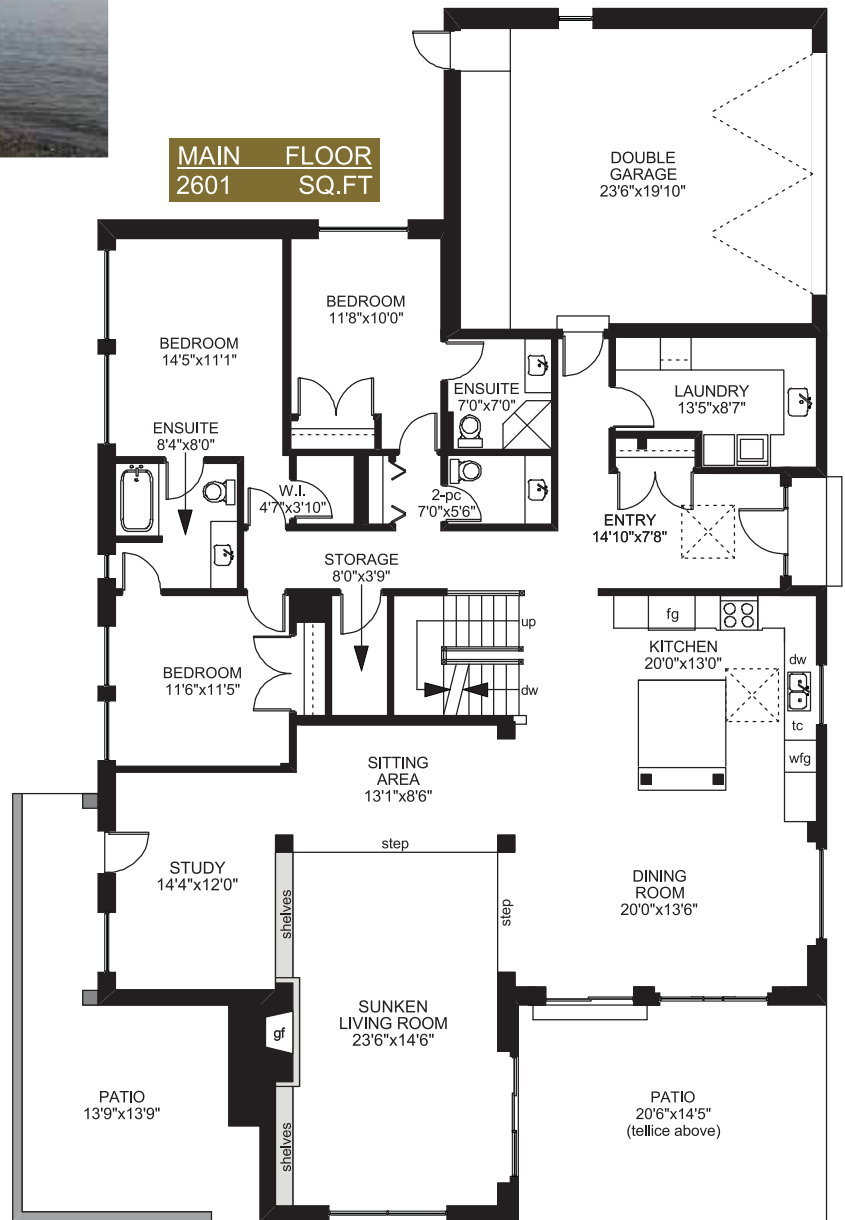 MAIN FLOOR
2601 SQ.FT
DOUBLE
GARAGE
23'6"x19'10"
BEDROOM
11'8"x10'0"
BEDROOM
14'5"x11'1"
ENSUITE
7'0"x7'0"
LAUNDRY
13'5"x8'7"
ENSUITE
8'4"x8'0"
W.I.
4'7"x3'10"
2-pc
7'0"x5'6"
ENTRY
14'10"x7'8"
STORAGE
8'0"x3'9"
up
dw
fg
KITCHEN
20'0"x13'0"
dw
tc
wfg
BEDROOM
11'6"x11'5"
SITTING
AREA
13'1"x8'6"
step
STUDY
14'4"x12'0"
shelves
step
DINING
ROOM
20'0"x13'6"
SUNKEN
LIVING ROOM
23'6"x14'6"
gf
shelves
PATIO
13'9"x13'9"
PATIO
20'6"x14'5"
(tellice above)